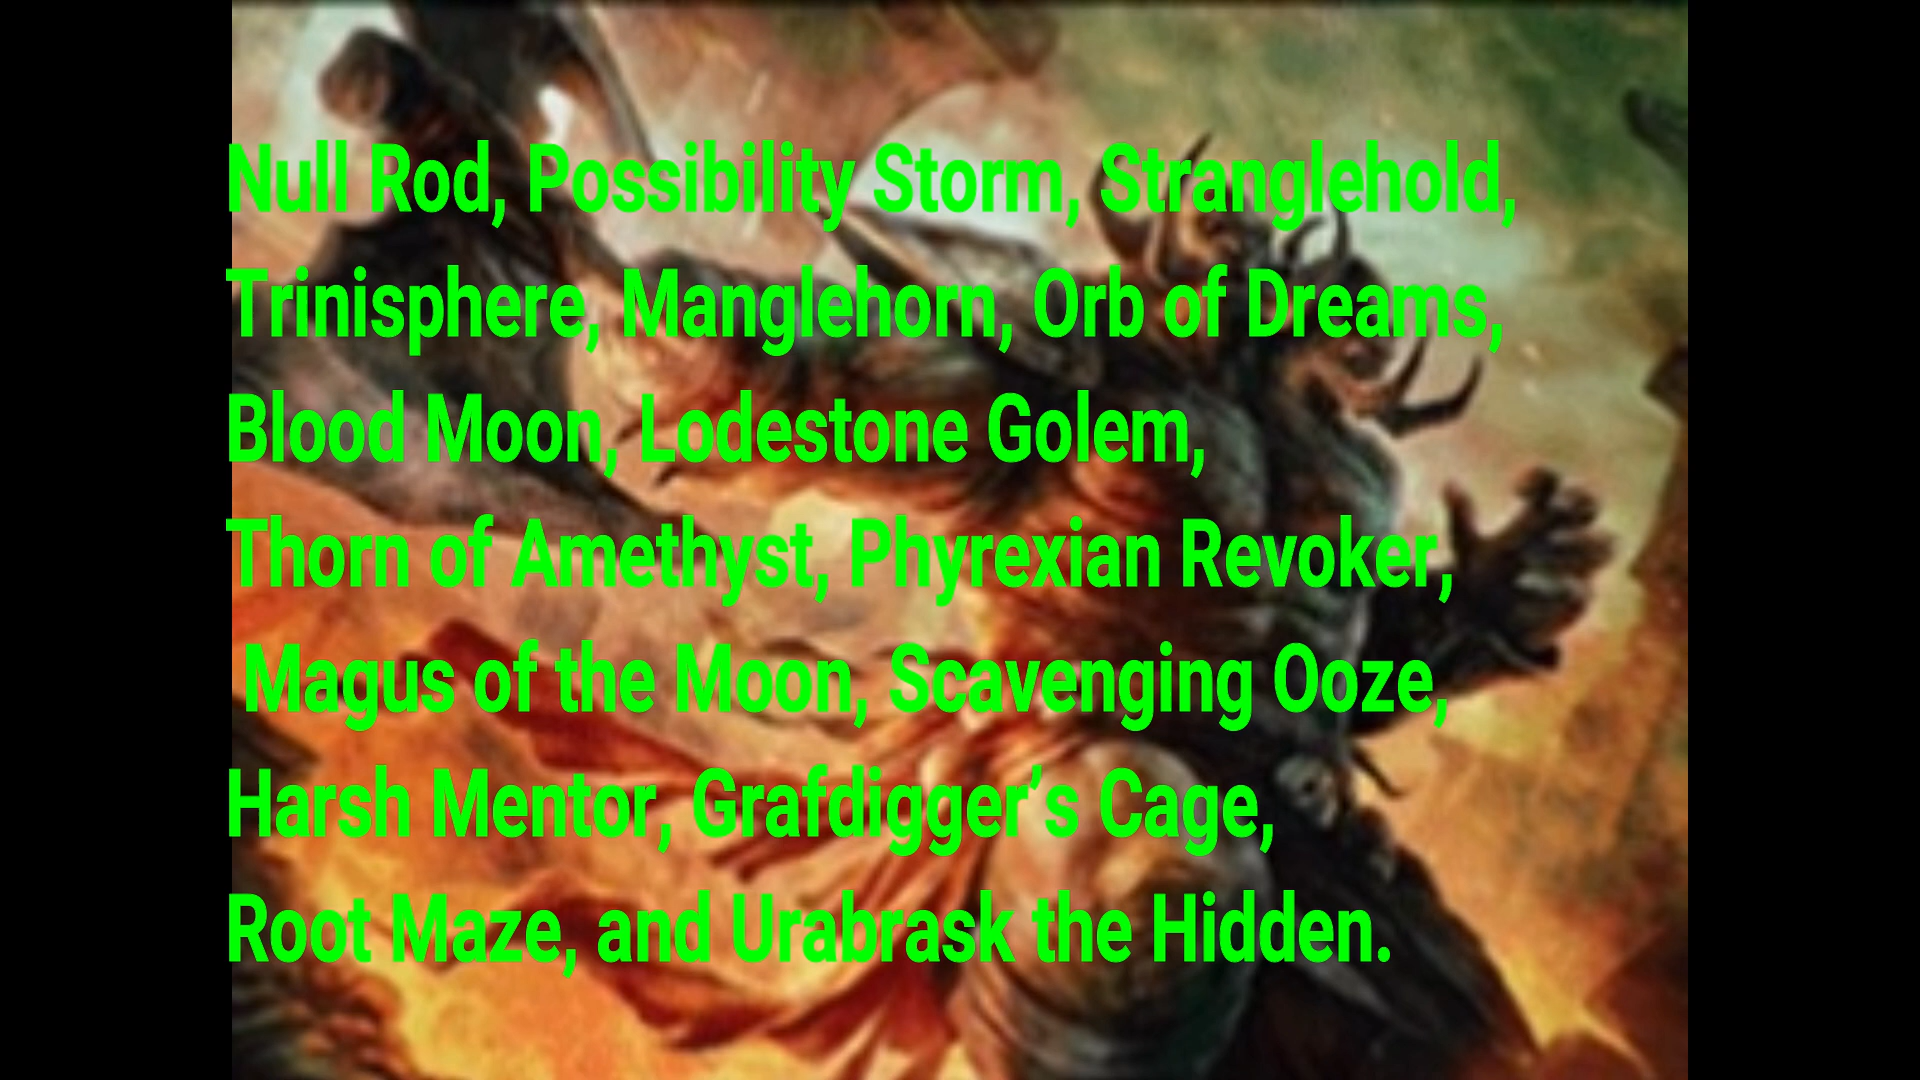 Null Rod, Possibility Storm, Stranglehold,
Trinisphere, Manglehorn, Orb of Dreams,
Blood Moon, Lodestone Golem,
Thorn of Amethyst, Phyrexian Revoker,
Magus of the Moon, Scavenging Ooze,
Harsh Mentor, Grafdigger’s Cage,
Root Maze, and Urabrask the Hidden.